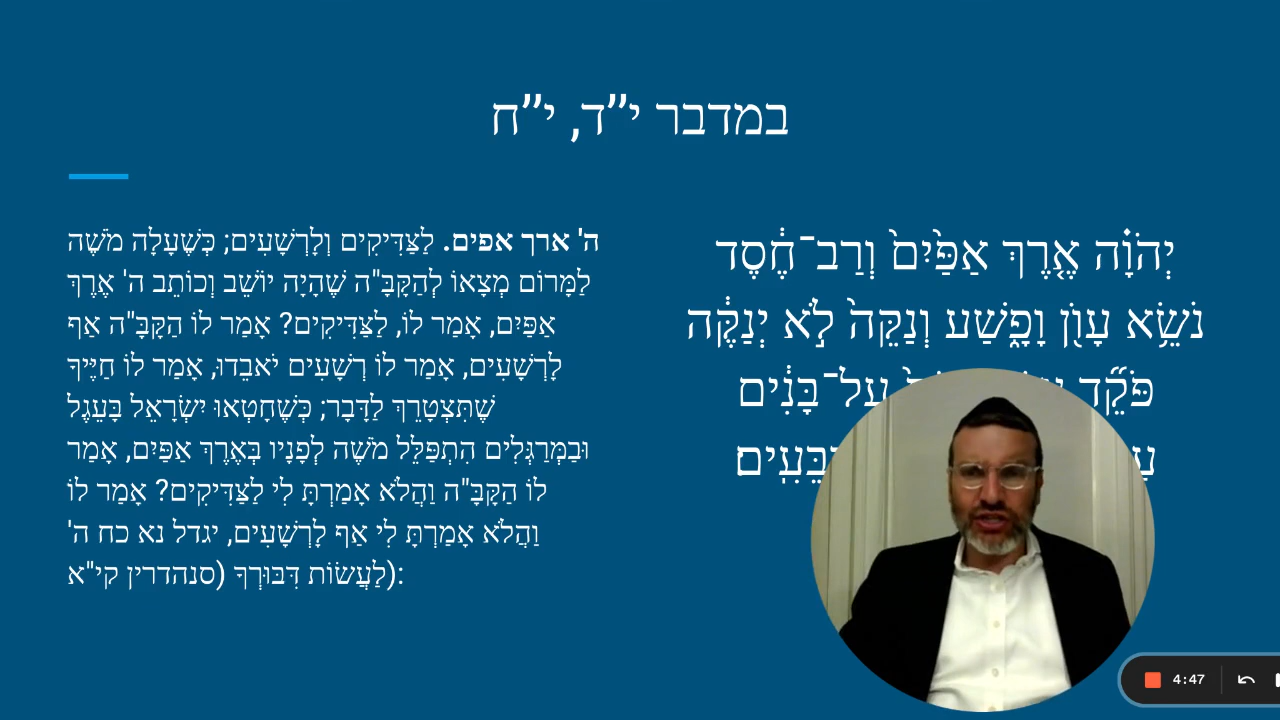 במדבר י”ד, י”ח
יְהֹוָ֗ה אֶ֤רֶךְ אַפַּ֙יִם֙ וְרַב־חֶ֔סֶד
נֹשֵׂ֥א עָוֺ֖ן וָפָ֑שַׁע וְנַקֵּה֙ לֹ֣א יְנַקֶּ֔ה
פֹּקֵ֞ד על־בָּנִ֔ים
ה' ארך אפים. לַצַּדִּיקִים וְלָרְשָׁעִים; כְּשֶׁעָלָה מֹשֶׁה
לַמָּרוֹם מְצָאוֹ לְהַקָּבָּ"ה שֶׁהָיָה יוֹשֵׁב וְכוֹתֵב ה' אֶרֶךְ
אַפַּיִם, אָמַר לוֹ, לַצַּדִּיקִים? אָמַר לוֹ הַקָּבָּ"ה אַף
לָרְשָׁעִים, אָמַר לוֹ רְשָׁעִים יֹאבֵדוּ, אָמַר לוֹ חַיֶּיךָ
שֶׁתִּצְטָרֵךְ לַדָּבָר; כְּשֶׁחָטְאוּ יִשְׂרָאֵל בָּעֵגֶל
וּבַמְרַגְּלִים הִתְפַּלֵּל מֹשֶׁה לְפָנָיו בְּאֶרֶךְ אַפַּיִם, אָמַר
לוֹ הַקָּבָּ"ה וַהֲלֹא אָמַרְתָּ לִי לַצַּדִּיקִים? אָמַר לוֹ
וַהֲלֹא אָמַרְתָּ לִי אַף לָרְשָׁעִים, יגדל נא כח ה'
לַעֲשׂוֹת דִּבּוּרְךָ (סנהדרין קי"א):
4:47